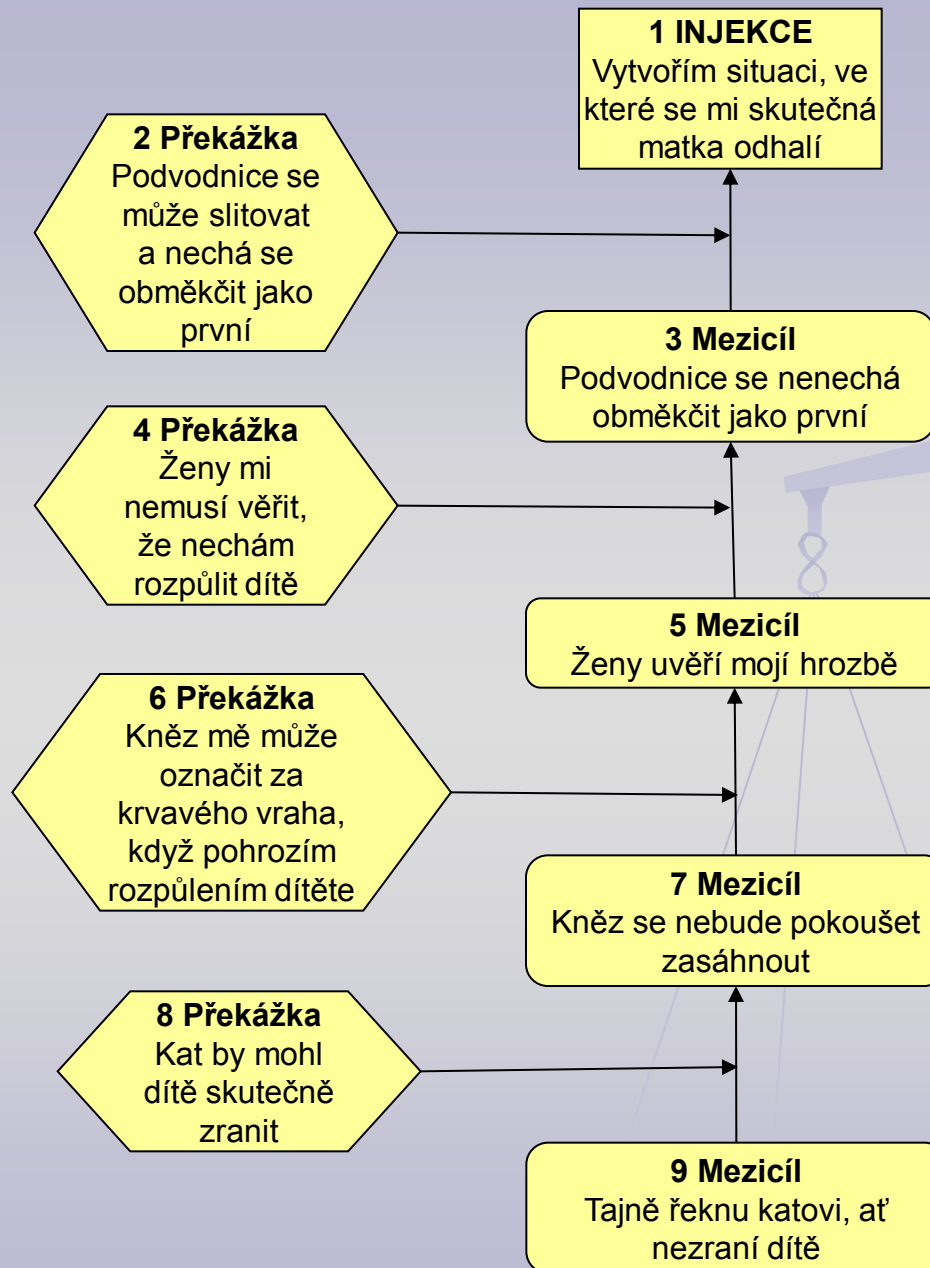 1 INJEKCE
Vytvořím situaci, ve
které se mi skutečná
matka odhalí
2 Překážka
Podvodnice se
může slitovat
a nechá se
obměkčit jako
první
3 Mezicíl
Podvodnice se nenechá
obměkčit jako první
4 Překážka
Ženy mi
nemusí věřit,
že nechám
rozpůlit dítě
5 Mezicíl
Ženy uvěří mojí hrozbě
6 Překážka
Kněz mě může
označit za
krvavého vraha,
když pohrozím
rozpůlením dítěte
7 Mezicíl
Kněz se nebude pokoušet
zasáhnout
8 Překážka
Kat by mohl
dítě skutečně
zranit
9 Mezicíl
Tajně řeknu katovi, ať
nezraní dítě